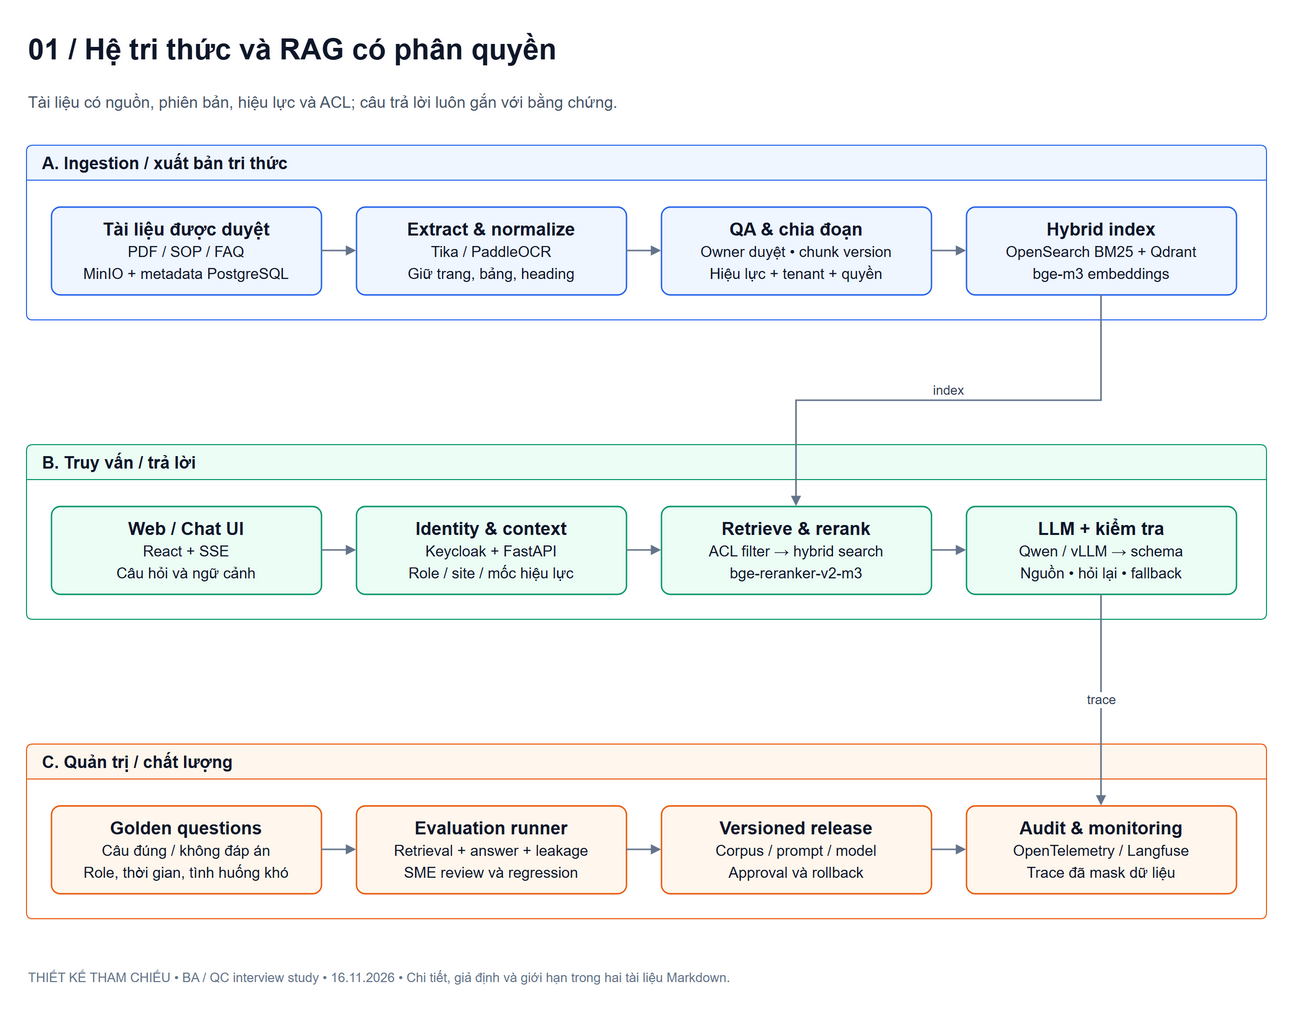 01 / Hệ tri thức và RAG có phân quyền
Tài liệu có nguồn, phiên bản, hiệu lực và ACL; câu trả lời luôn gắn với bằng chứng.
A. Ingestion / xuất bản tri thức
Tài liệu được duyệt
PDF / SOP / FAQ
MinIO + metadata PostgreSQL
Extract & normalize
Tika / PaddleOCR
Giữ trang, bảng, heading
QA & chia đoạn
Owner duyệt • chunk version
Hiệu lực + tenant + quyền
Hybrid index
OpenSearch BM25 + Qdrant
bge-m3 embeddings
index
B. Truy vấn / trả lời
Web / Chat UI
React + SSE
Câu hỏi và ngữ cảnh
Identity & context
Keycloak + FastAPI
Role / site / mốc hiệu lực
Retrieve & rerank
ACL filter → hybrid search
bge-reranker-v2-m3
LLM + kiểm tra
Qwen / vLLM → schema
Nguồn • hỏi lại • fallback
trace
C. Quản trị / chất lượng
Golden questions
Câu đúng / không đáp án
Role, thời gian, tình huống khó
Evaluation runner
Retrieval + answer + leakage
SME review và regression
Versioned release
Corpus / prompt / model
Approval và rollback
Audit & monitoring
OpenTelemetry / Langfuse
Trace đã mask dữ liệu
THIẾT KẾ THAM CHIẾU • BA / QC interview study • 16.11.2026 • Chi tiết, giả định và giới hạn trong hai tài liệu Markdown.